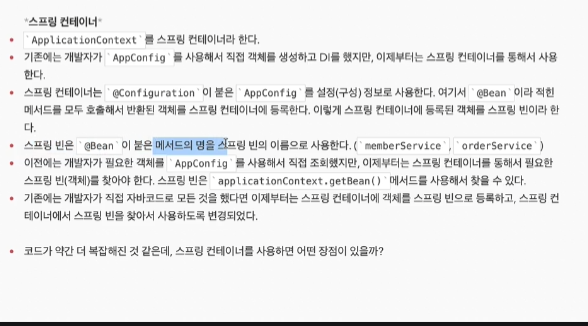 *스프링 컨테이너*
• `ApplicationContext`를 스프링 컨테이너라 한다.
• 기존에는 개발자가 `AppConfig`를 사용해서 직접 객체를 생성하고 DI를 했지만, 이제부터는 스프링 컨테이너를 통해서 사용
한다.
• 스프링 컨테이너는 `@Configuration`이 붙은 `AppConfig`를 설정(구성) 정보로 사용한다. 여기서 `@Bean`이라 적힌
메서드를 모두 호출해서 반환된 객체를 스프링 컨테이너에 등록한다. 이렇게 스프링 컨테이너에 등록된 객체를 스프링 빈이라 한
다.
• 스프링 빈은 `@Bean`이 붙은 메서드의 명을 스프링 빈의 이름으로 사용한다. (`memberService`, `orderService`)
• 이전에는 개발자가 필요한 객체를 `AppConfig`를 사용해서 직접 조회했지만, 이제부터는 스프링 컨테이너를 통해서 필요한
스프링 빈(객체)를 찾아야 한다. 스프링 빈은 `applicationContext.getBean()`메서드를 사용해서 찾을 수 있다.
• 기존에는 개발자가 직접 자바코드로 모든 것을 했다면 이제부터는 스프링 컨테이너에 객체를 스프링 빈으로 등록하고, 스프링 컨
테이너에서 스프링 빈을 찾아서 사용하도록 변경되었다.
• 코드가 약간 더 복잡해진 것 같은데, 스프링 컨테이너를 사용하면 어떤 장점이 있을까?